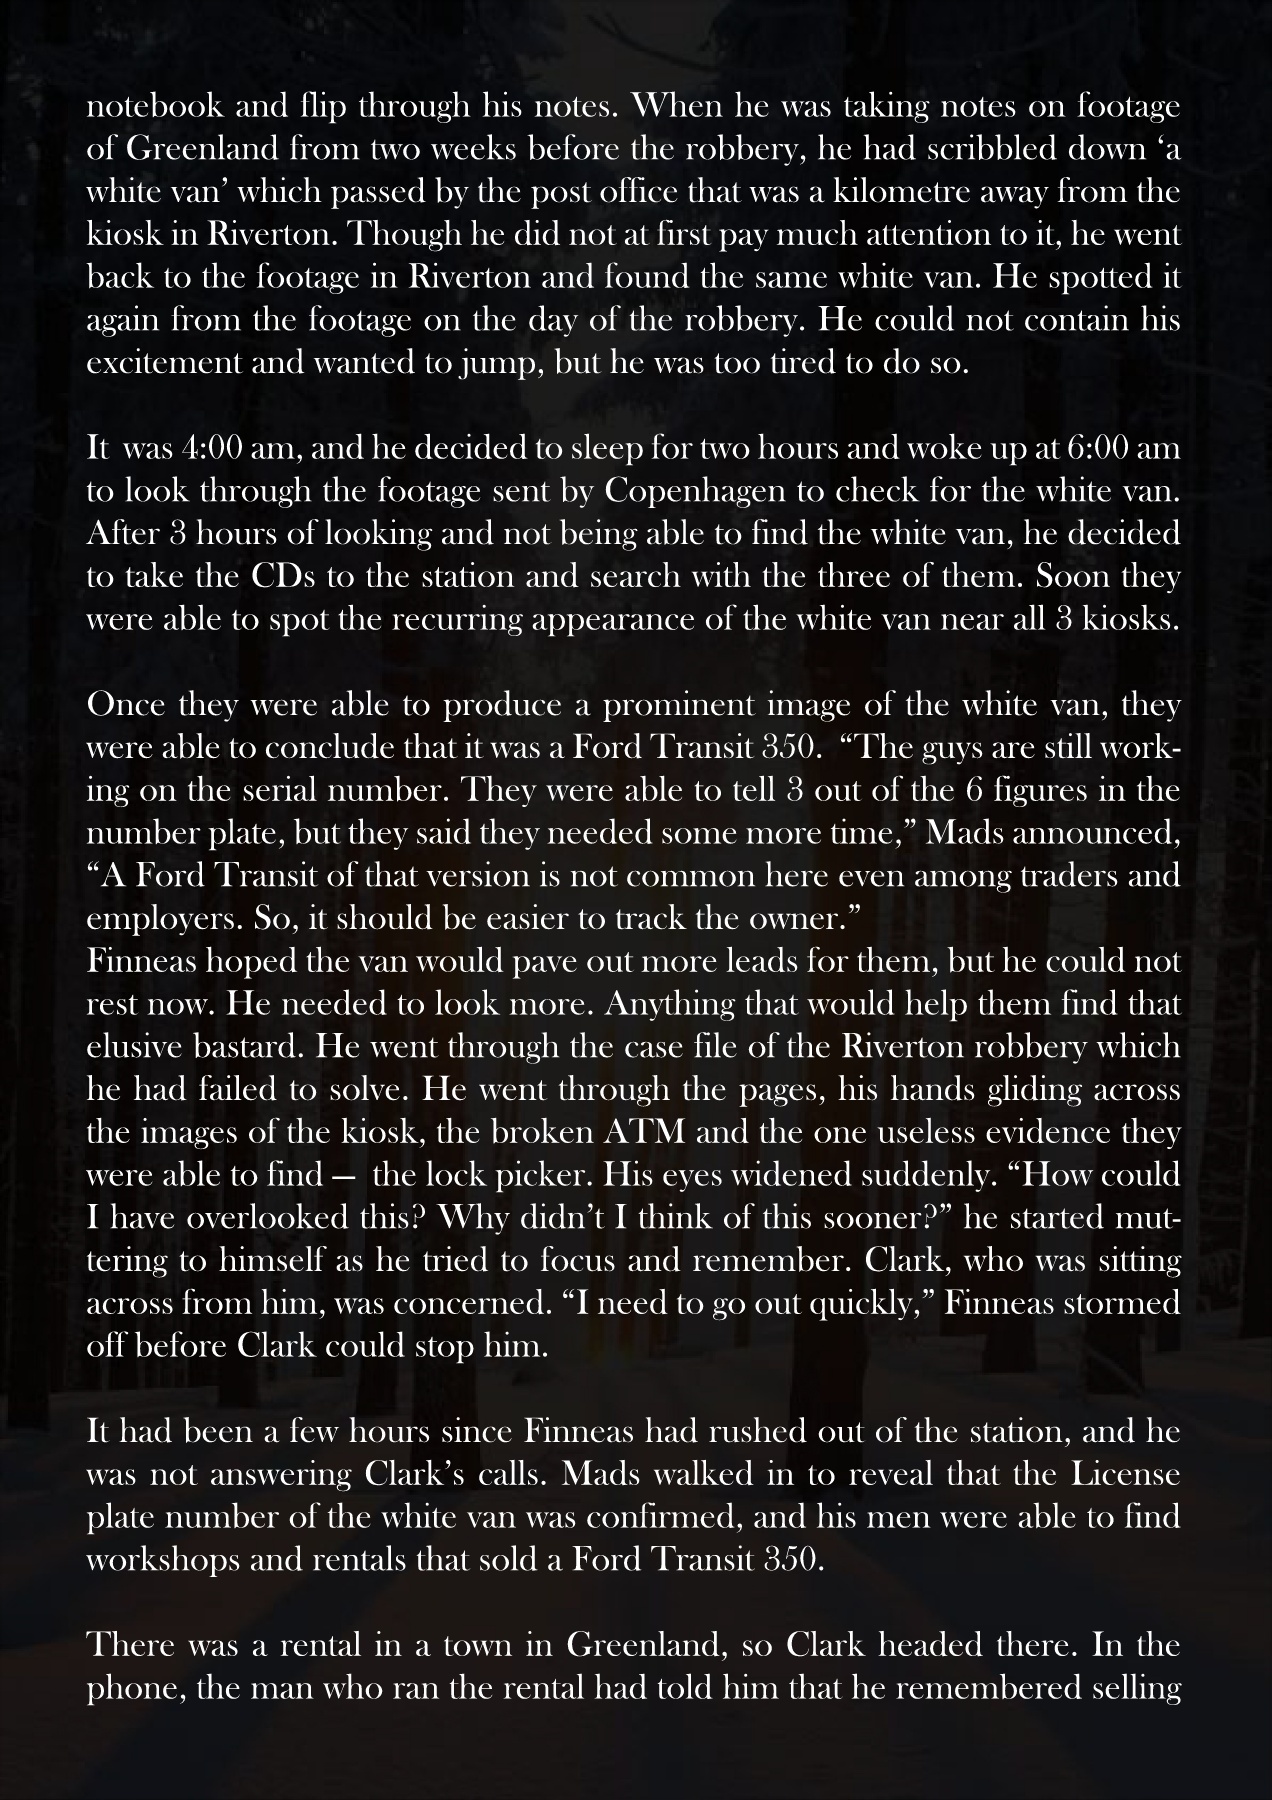 notebook and flip through his notes. When he was taking notes on footage
of Greenland from two weeks before the robbery, he had scribbled down ‘a
white van’ which passed by the post office that was a kilometre away from the
kiosk in Riverton. Though he did not at first pay much attention to it, he went
back to the footage in Riverton and found the same white van. He spotted it
again from the footage on the day of the robbery. He could not contain his
excitement and wanted to jump, but he was too tired to do so.
It was 4:00 am, and he decided to sleep for two hours and woke up at 6:00 am
to look through the footage sent by Copenhagen to check for the white van.
After 3 hours of looking and not being able to find the white van, he decided
to take the CDs to the station and search with the three of them. Soon they
were able to spot the recurring appearance of the white van near all 3 kiosks.
Once they were able to produce a prominent image of the white van, they
were able to conclude that it was a Ford Transit 350. “The guys are still work-
ing on the serial number. They were able to tell 3 out of the 6 figures in the
number plate, but they said they needed some more time,” Mads announced,
“A Ford Transit of that version is not common here even among traders and
employers. So, it should be easier to track the owner.”
Finneas hoped the van would pave out more leads for them, but he could not
rest now. He needed to look more. Anything that would help them find that
elusive bastard. He went through the case file of the Riverton robbery which
he had failed to solve. He went through the pages, his hands gliding across
the images of the kiosk, the broken ATM and the one useless evidence they
were able to find — the lock picker. His eyes widened suddenly. “How could
I have overlooked this? Why didn’t I think of this sooner?” he started mut-
tering to himself as he tried to focus and remember. Clark, who was sitting
across from him, was concerned. “I need to go out quickly,” Finneas stormed
off before Clark could stop him.
It had been a few hours since Finneas had rushed out of the station, and he
was not answering Clark’s calls. Mads walked in to reveal that the License
plate number of the white van was confirmed, and his men were able to find
workshops and rentals that sold a Ford Transit 350.
There was a rental in a town in Greenland, so Clark headed there. In the
phone, the man who ran the rental had told him that he remembered selling